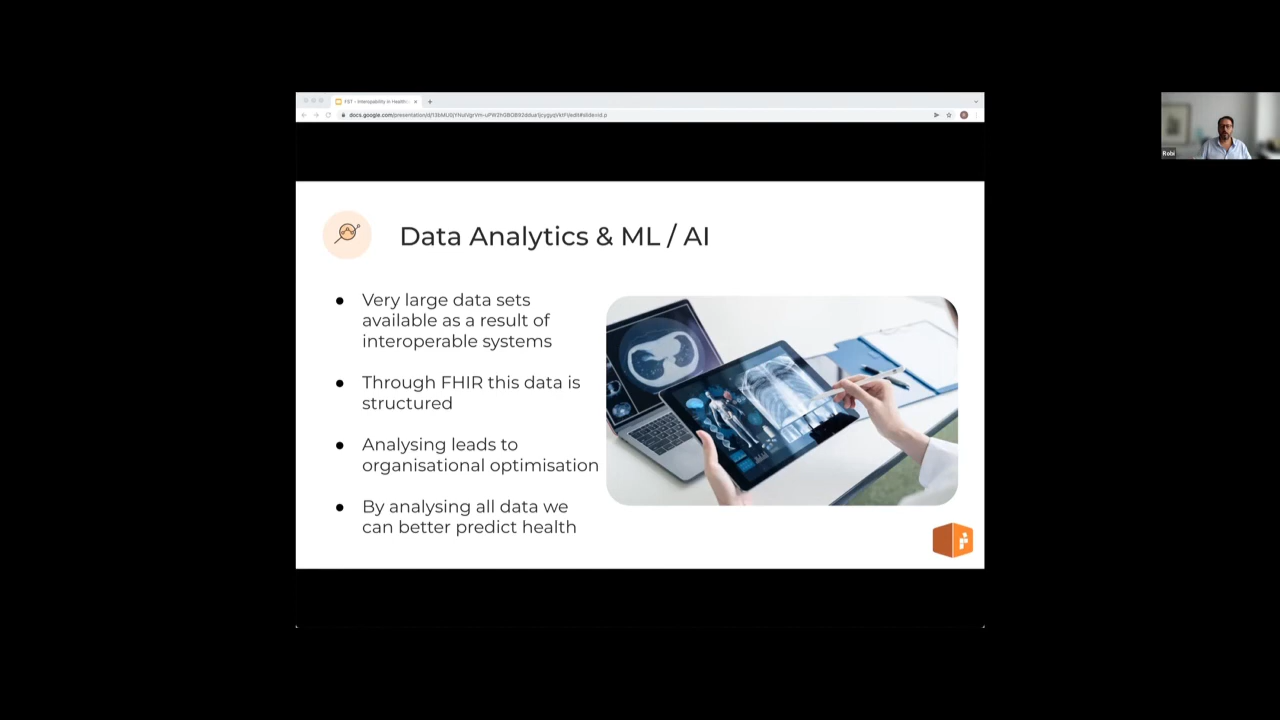 FST - Interopability in Health
docs.google.com/presentation/d/
Robi
Data Analytics & ML / AI
● Very large data sets
available as a result of
interoperable systems
● Through FHIR this data is
structured
● Analysing leads to
organisational optimisation
● By analysing all data we
can better predict health